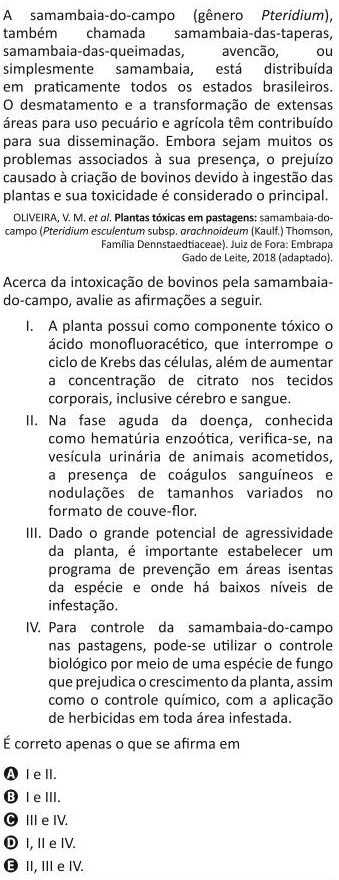 A samambaia-do-campo (gênero Pteridium),
também chamada samambaia-das-taperas,
samambaia-das-queimadas, avencão, ou
simplesmente samambaia, está distribuída
em praticamente todos os estados brasileiros.
O desmatamento e a transformação de extensas
áreas para uso pecuário e agrícola têm contribuído
para sua disseminação. Embora sejam muitos os
problemas associados à sua presença, o prejuízo
causado à criação de bovinos devido à ingestão das
plantas e sua toxicidade é considerado o principal.
OLIVEIRA, V. M. et al. Plantas tóxicas em pastagens: samambaia-do-
campo (Pteridium esculentum subsp. arachnoideum (Kaulf.) Thomson,
Família Dennstaedtiaceae). Juiz de Fora: Embrapa
Gado de Leite, 2018 (adaptado).
Acerca da intoxicação de bovinos pela samambaia-
do-campo, avalie as afirmações a seguir.
I. A planta possui como componente tóxico o
ácido monofluoracético, que interrompe o
ciclo de Krebs das células, além de aumentar
a concentração de citrato nos tecidos
corporais, inclusive cérebro e sangue.
II. Na fase aguda da doença, conhecida
como hematúria enzoótica, verifica-se, na
vesícula urinária de animais acometidos,
a presença de coágulos sanguíneos e
nodulações de tamanhos variados no
formato de couve-flor.
III. Dado o grande potencial de agressividade
da planta, é importante estabelecer um
programa de prevenção em áreas isentas
da espécie e onde há baixos níveis de
infestação.
IV. Para controle da samambaia-do-campo
nas pastagens, pode-se utilizar o controle
biológico por meio de uma espécie de fungo
que prejudica o crescimento da planta, assim
como o controle químico, com a aplicação
de herbicidas em toda área infestada.
É correto apenas o que se afirma em
A I e II.
B I e III.
C III e IV.
D I, II e IV.
E II, III e IV.